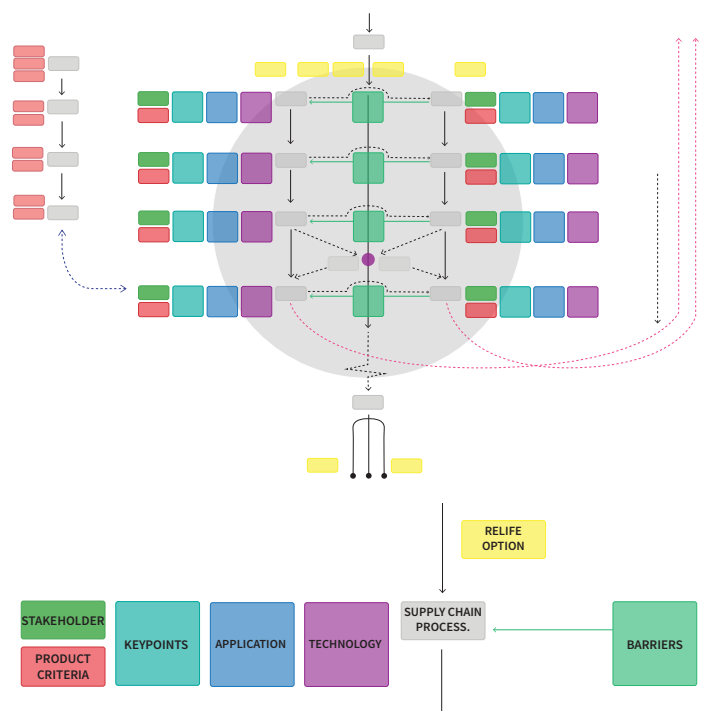 RELIFE
OPTION
STAKEHOLDER
PRODUCT
CRITERIA
KEYPOINTS
APPLICATION
TECHNOLOGY
SUPPLY CHAIN
PROCESS.
BARRIERS